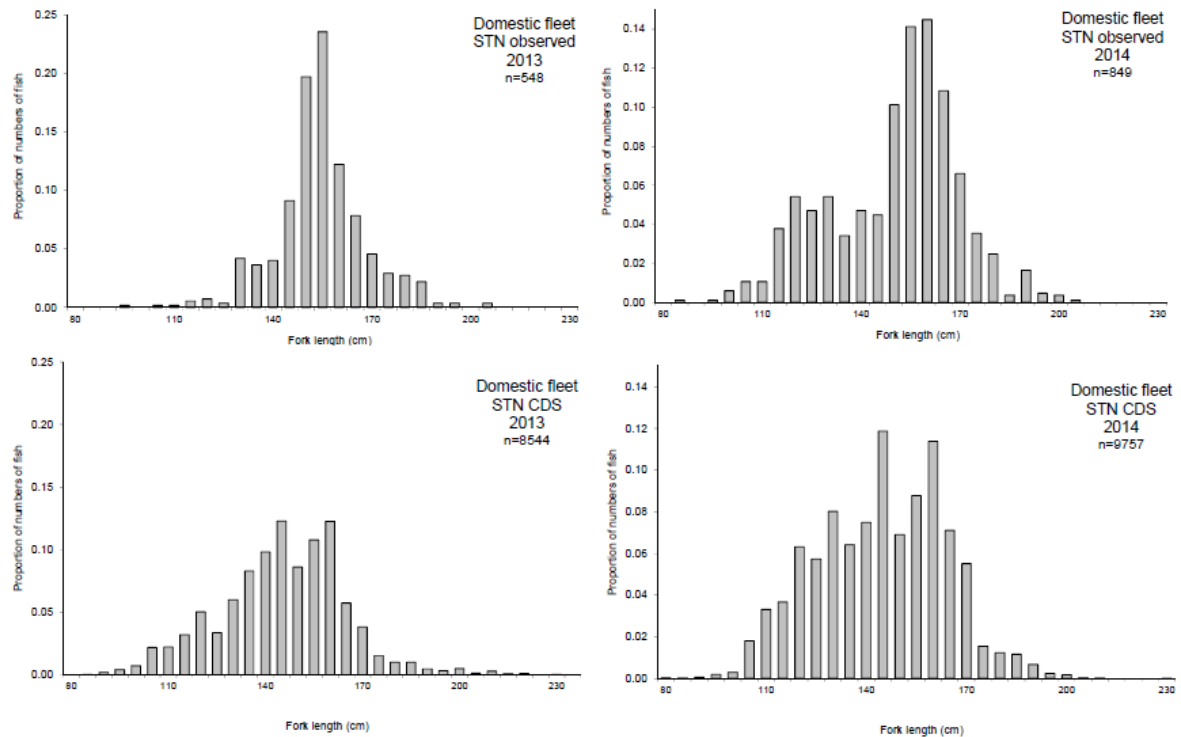 Domestic fleet
STN observed
2013
n=548
Proportion of numbers of fish
0.25
0.20
0.15
0.10
0.05
0.00
80 110 140 170 200 230
Fork length (cm)
Domestic fleet
STN observed
2014
n=849
Proportion of numbers of fish
0.14
0.12
0.10
0.08
0.06
0.04
0.02
0.00
80 110 140 170 200 230
Fork length (cm)
Domestic fleet
STN CDS
2013
n=8544
Proportion of numbers of fish
0.25
0.20
0.15
0.10
0.05
0.00
80 110 140 170 200 230
Fork length (cm)
Domestic fleet
STN CDS
2014
n=9757
Proportion of numbers of fish
0.14
0.12
0.10
0.08
0.06
0.04
0.02
0.00
80 110 140 170 200 230
Fork length (cm)